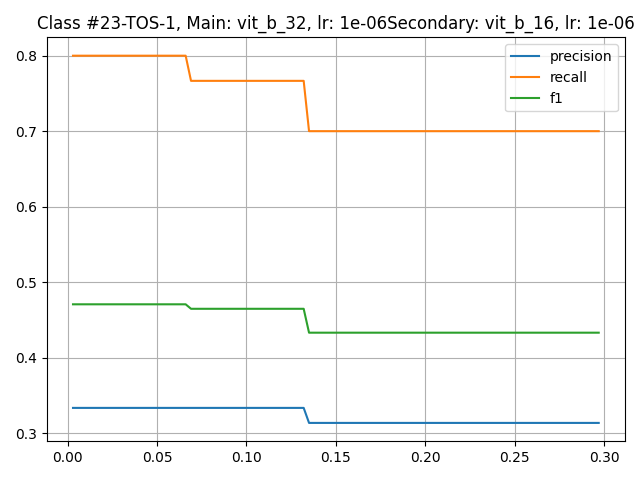 Class #23-TOS-1, Main: vit_b_32, lr: 1e-06Secondary: vit_b_16, lr: 1e-06
precision
recall
f1
0.8
0.7
0.6
0.5
0.4
0.3
0.00 0.05 0.10 0.15 0.20 0.25 0.30